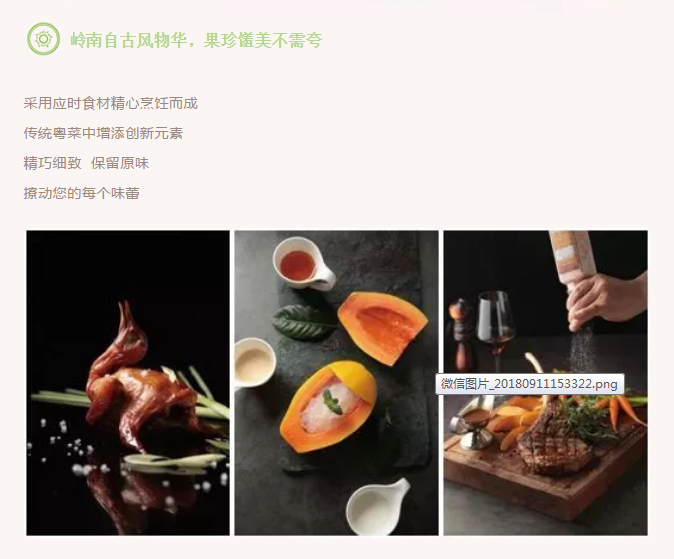 岭南自古风物华，果珍馐美不需夸
采用应时食材精心烹饪而成
传统粤菜中增添创新元素
精巧细致 保留原味
撩动您的每个味蕾
微信图片_20180911153322.png